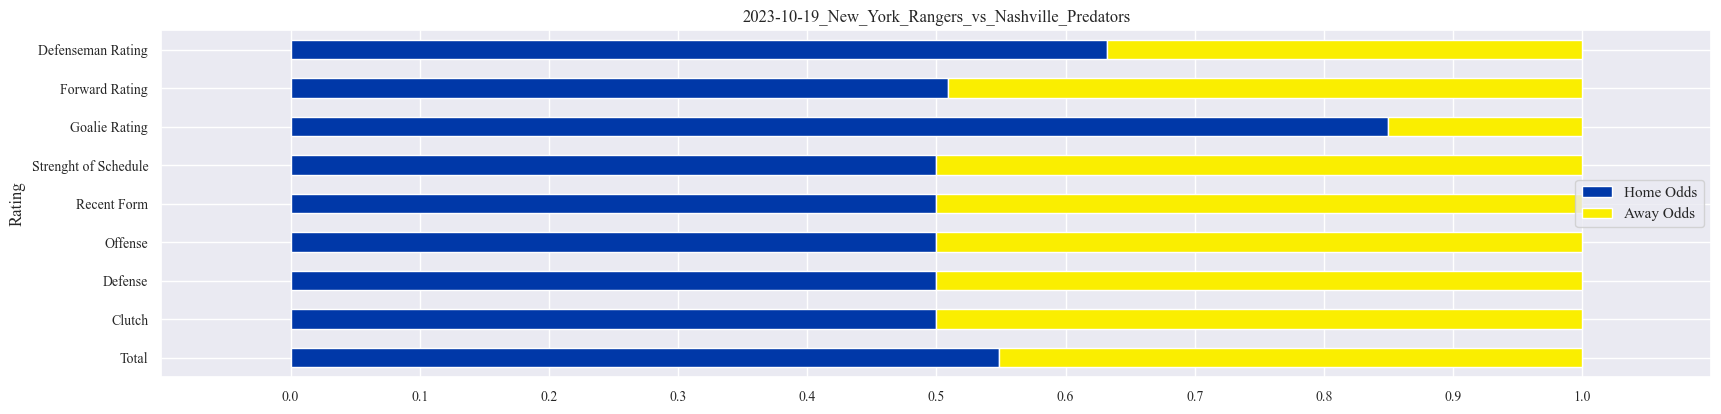 2023-10-19_New_York_Rangers_vs_Nashville_Predators
Rating
Defenseman Rating
Forward Rating
Goalie Rating
Strenght of Schedule
Recent Form
Offense
Defense
Clutch
Total
Home Odds
Away Odds
0.0 0.1 0.2 0.3 0.4 0.5 0.6 0.7 0.8 0.9 1.0